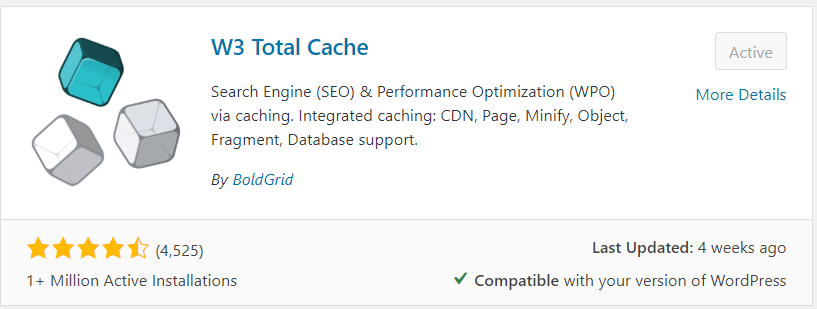 W3 Total Cache
Active
More Details
Search Engine (SEO) & Performance Optimization (WPO)
via caching. Integrated caching: CDN, Page, Minify, Object,
Fragment, Database support.
By BoldGrid
(4,525)
Last Updated: 4 weeks ago
1+ Million Active Installations
Compatible with your version of WordPress